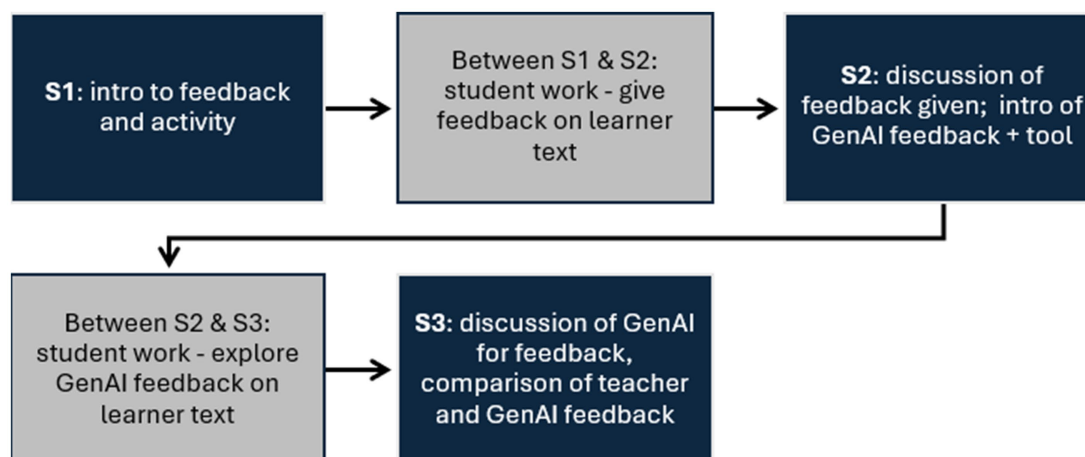 S1: intro to feedback
and activity
Between S1 & S2:
student work - give
feedback on learner
text
S2: discussion of
feedback given; intro of
GenAI feedback + tool
Between S2 & S3:
student work - explore
GenAI feedback on
learner text
S3: discussion of GenAI
for feedback,
comparison of teacher
and GenAI feedback